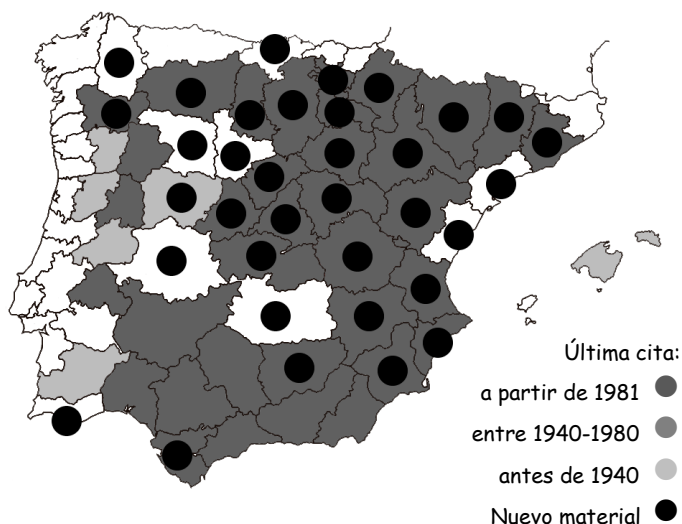 Última cita:
a partir de 1981
entre 1940-1980
antes de 1940
Nuevo material